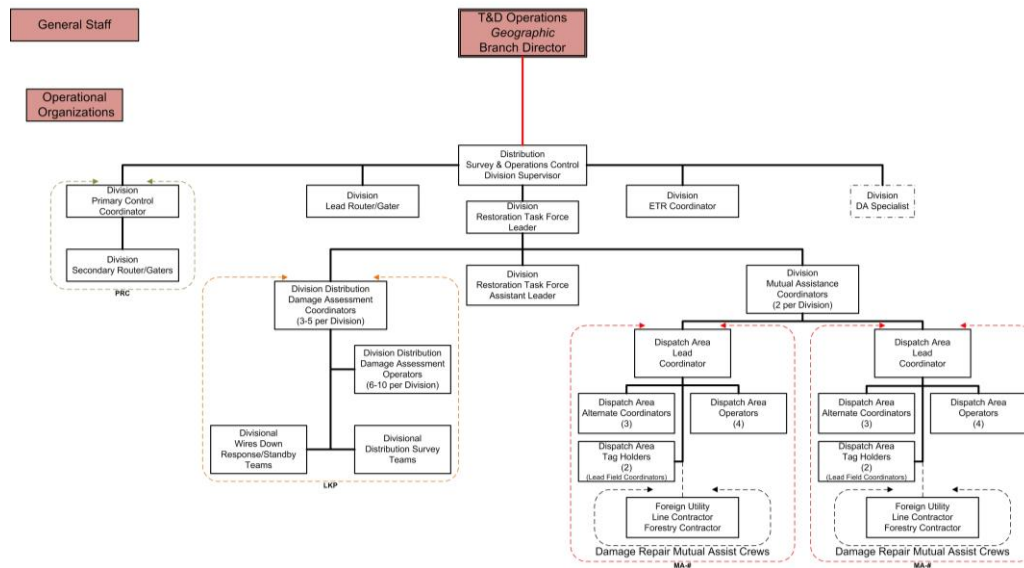 General Staff
T&D Operations
Geographic
Branch Director
Operational
Organizations
Distribution
Survey & Operations Control
Division Supervisor
Division
Primary Control
Coordinator
Division
Lead Router/Gater
Division
Restoration Task Force
Leader
Division
ETR Coordinator
Division
DA Specialist
Division
Secondary Router/Gaters
PRC
Division Distribution
Damage Assessment
Coordinators
(3-5 per Division)
Division
Restoration Task Force
Assistant Leader
Division
Mutual Assistance
Coordinators
(2 per Division)
Division Distribution
Damage Assessment
Operators
(6-10 per Division)
Divisional
Wires Down
Response/Standby
Teams
Divisional
Distribution Survey
Teams
LKP
Dispatch Area
Lead
Coordinator
Dispatch Area
Alternate Coordinators
(3)
Dispatch Area
Operators
(4)
Dispatch Area
Tag Holders
(2)
(Lead Field Coordinators)
Foreign Utility
Line Contractor
Forestry Contractor
Damage Repair Mutual Assist Crews
MA-#
Dispatch Area
Lead
Coordinator
Dispatch Area
Alternate Coordinators
(3)
Dispatch Area
Operators
(4)
Dispatch Area
Tag Holders
(2)
(Lead Field Coordinators)
Foreign Utility
Line Contractor
Forestry Contractor
Damage Repair Mutual Assist Crews
MA-#